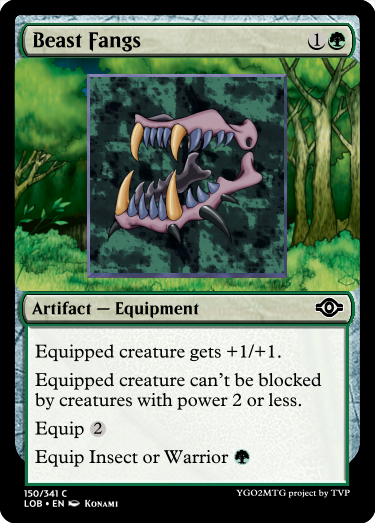 Beast Fangs 1
Artifact — Equipment
Equipped creature gets +1/+1.
Equipped creature can't be blocked
by creatures with power 2 or less.
Equip 2
Equip Insect or Warrior
150/341 C
LOB • EN Konami
YGO2MTG project by TVP